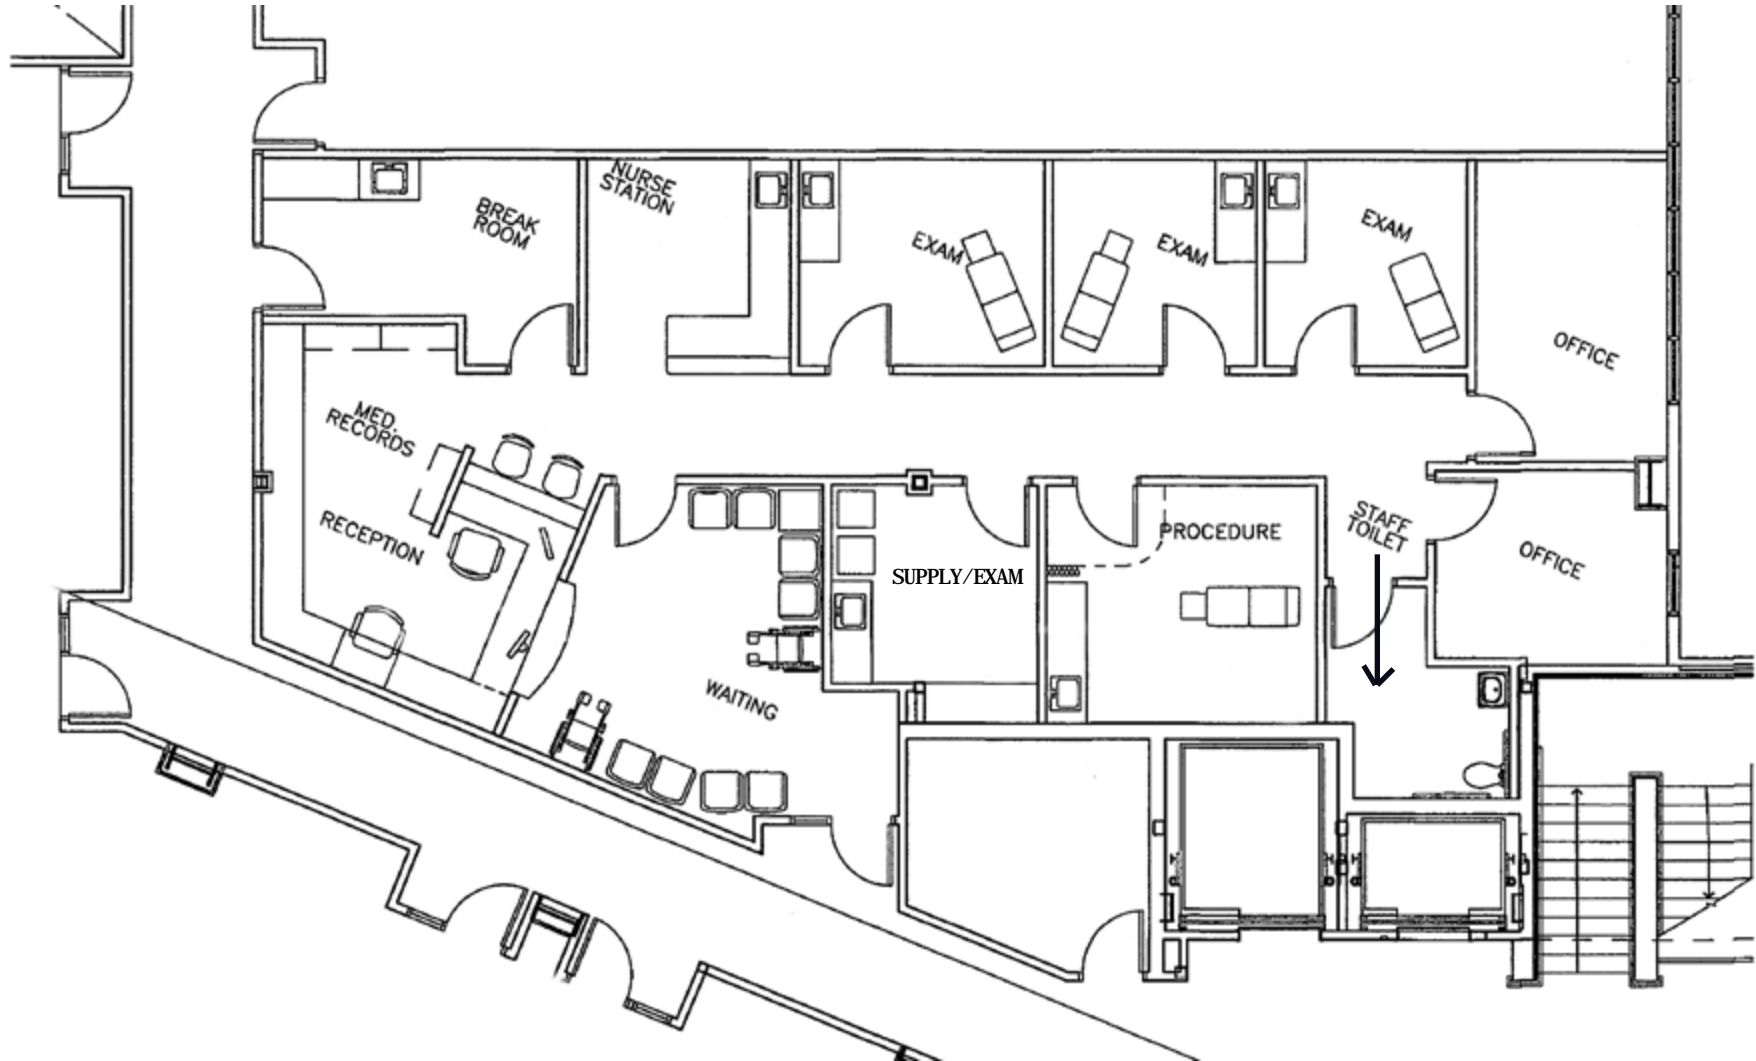 NURSE
STATION
BREAK
ROOM
EXAM
EXAM
EXAM
OFFICE
MED.
RECORDS
RECEPTION
PROCEDURE
STAFF
TOILET
OFFICE
SUPPLY/EXAM
WAITING